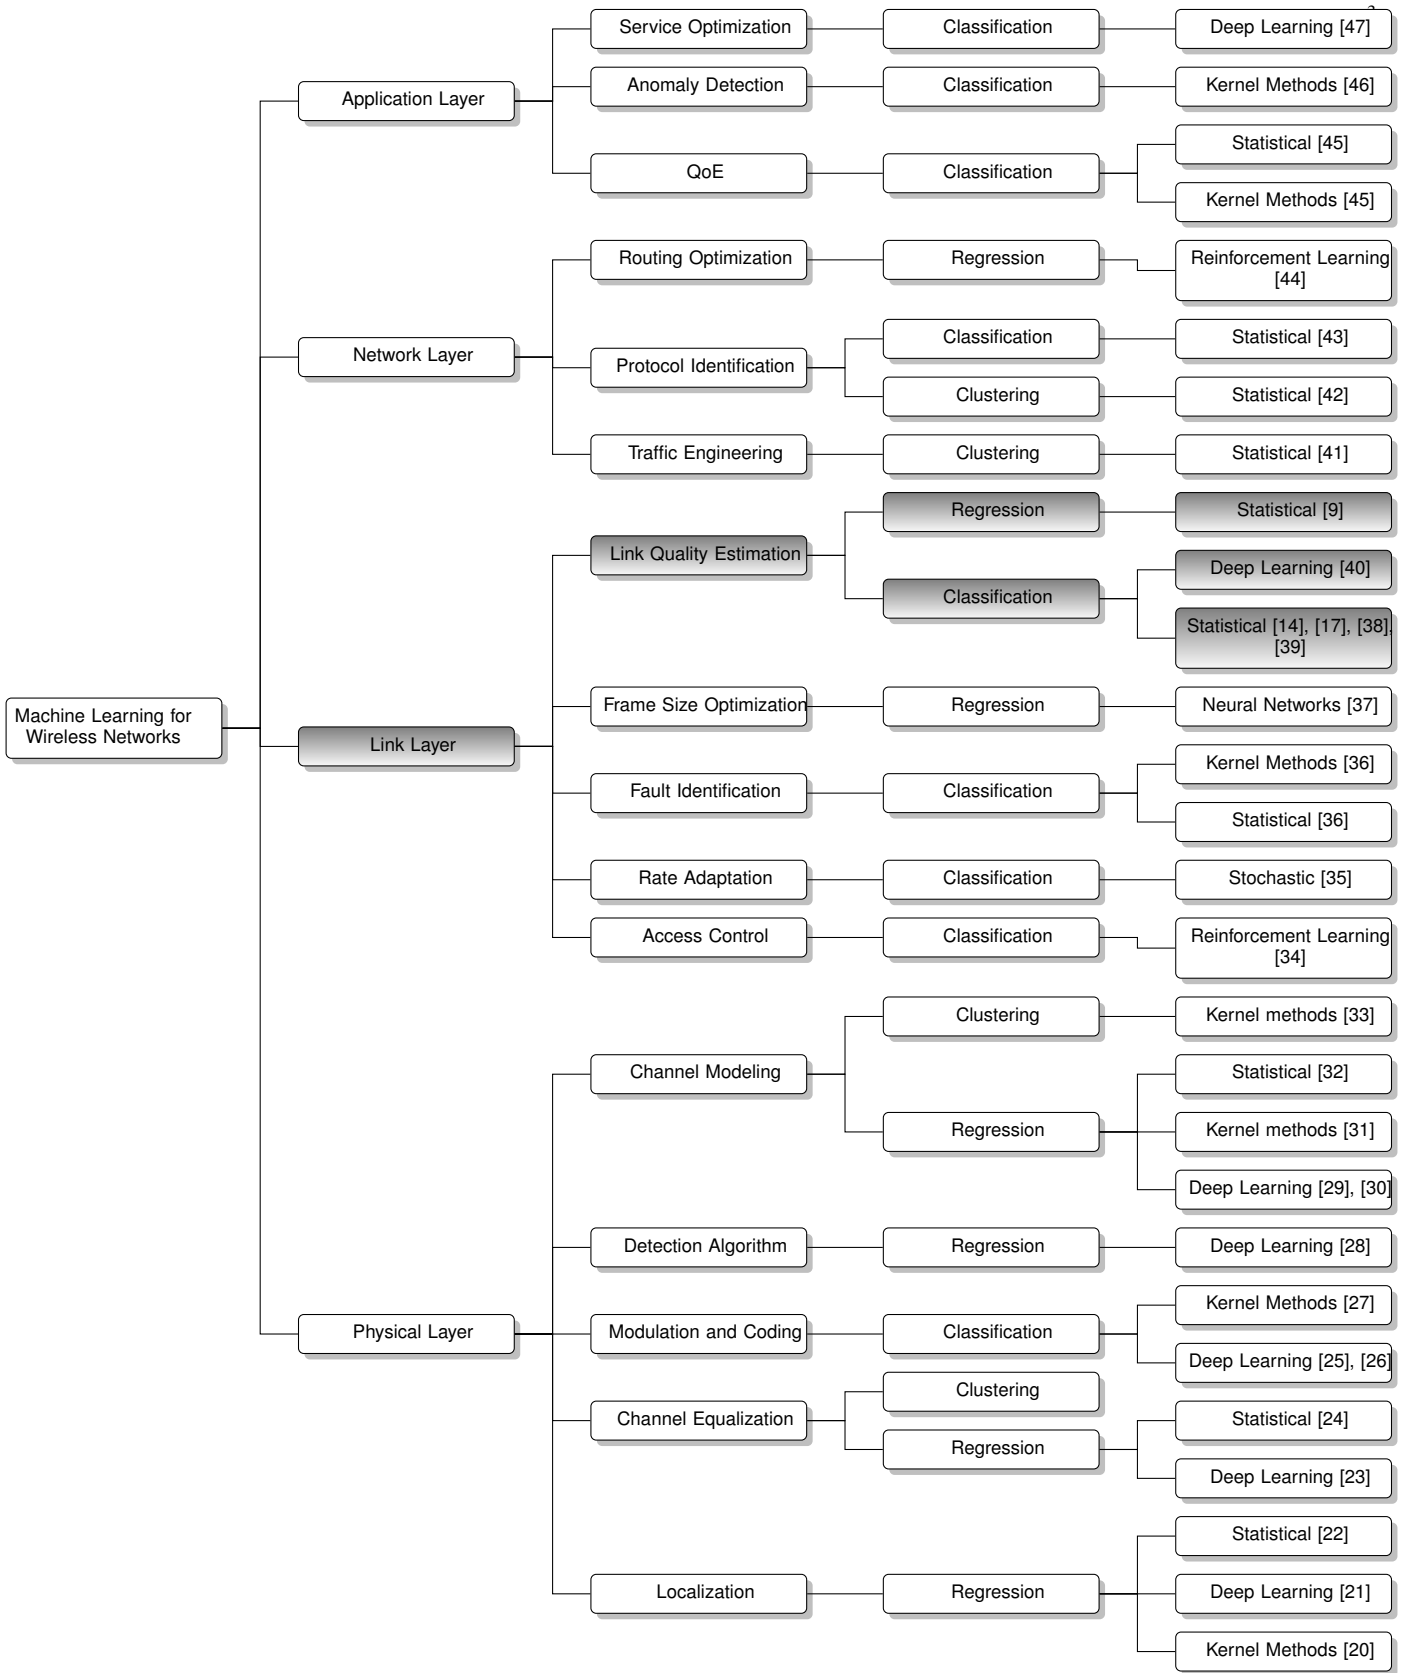 Service Optimization
Classification
Deep Learning [47]
Application Layer
Anomaly Detection
Classification
Kernel Methods [46]
QoE
Classification
Statistical [45]
Kernel Methods [45]
Network Layer
Routing Optimization
Regression
Reinforcement Learning
[44]
Protocol Identification
Classification
Statistical [43]
Clustering
Statistical [42]
Traffic Engineering
Clustering
Statistical [41]
Machine Learning for
Wireless Networks
Link Layer
Link Quality Estimation
Regression
Statistical [9]
Classification
Deep Learning [40]
Statistical [14], [17], [38],
[39]
Frame Size Optimization
Regression
Neural Networks [37]
Fault Identification
Classification
Kernel Methods [36]
Statistical [36]
Rate Adaptation
Classification
Stochastic [35]
Access Control
Classification
Reinforcement Learning
[34]
Physical Layer
Channel Modeling
Clustering
Kernel methods [33]
Regression
Statistical [32]
Kernel methods [31]
Deep Learning [29], [30]
Detection Algorithm
Regression
Deep Learning [28]
Modulation and Coding
Classification
Kernel Methods [27]
Deep Learning [25], [26]
Channel Equalization
Clustering
Regression
Statistical [24]
Deep Learning [23]
Localization
Regression
Statistical [22]
Deep Learning [21]
Kernel Methods [20]